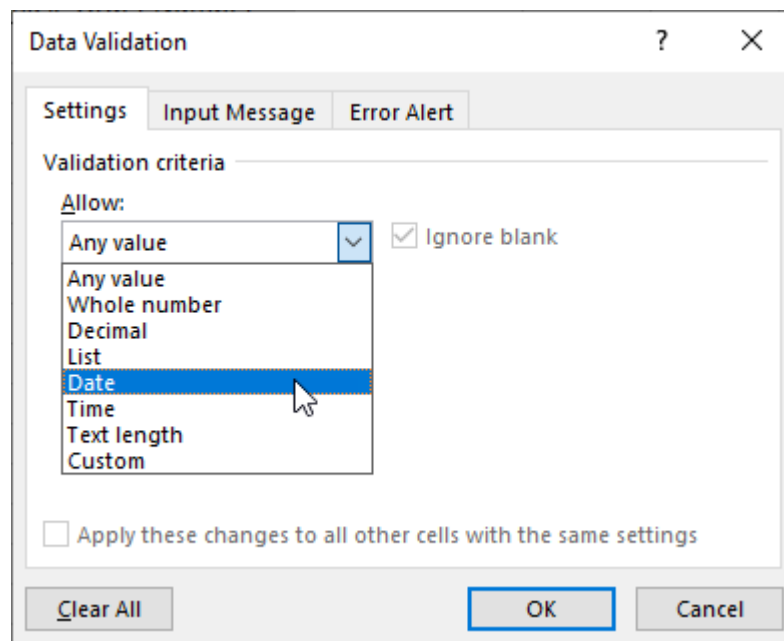 Data Validation ? ×
Settings Input Message Error Alert
Validation criteria
Allow:
Any value Ignore blank
Any value
Whole number
Decimal
List
Date
Time
Text length
Custom
Apply these changes to all other cells with the same settings
Clear All OK Cancel